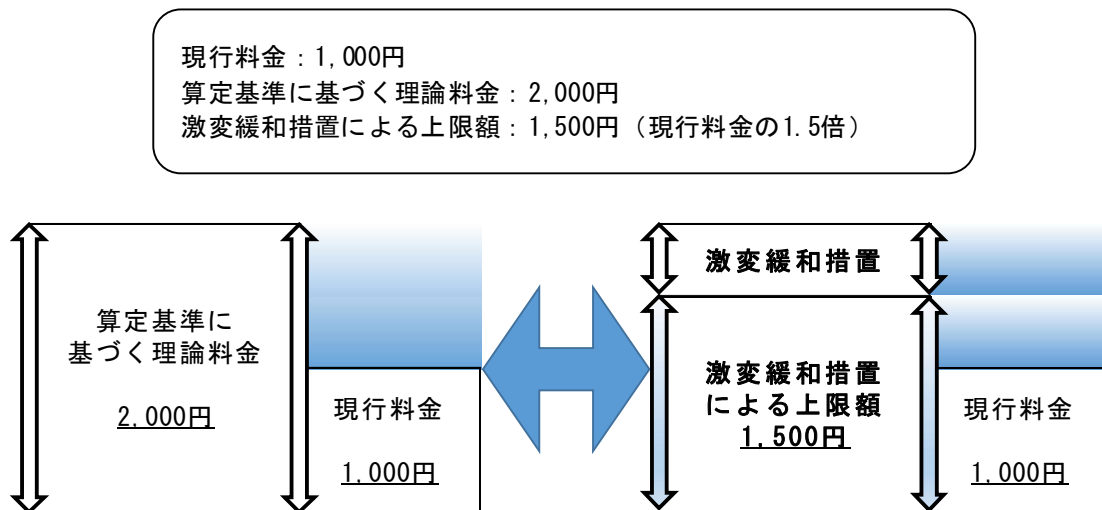 現行料金：1,000円
算定基準に基づく理論料金：2,000円
激変緩和措置による上限額：1,500円（現行料金の1.5倍）
算定基準に
基づく理論料金
2,000円
現行料金
1,000円
激変緩和措置
激変緩和措置
による上限額
1,500円
現行料金
1,000円